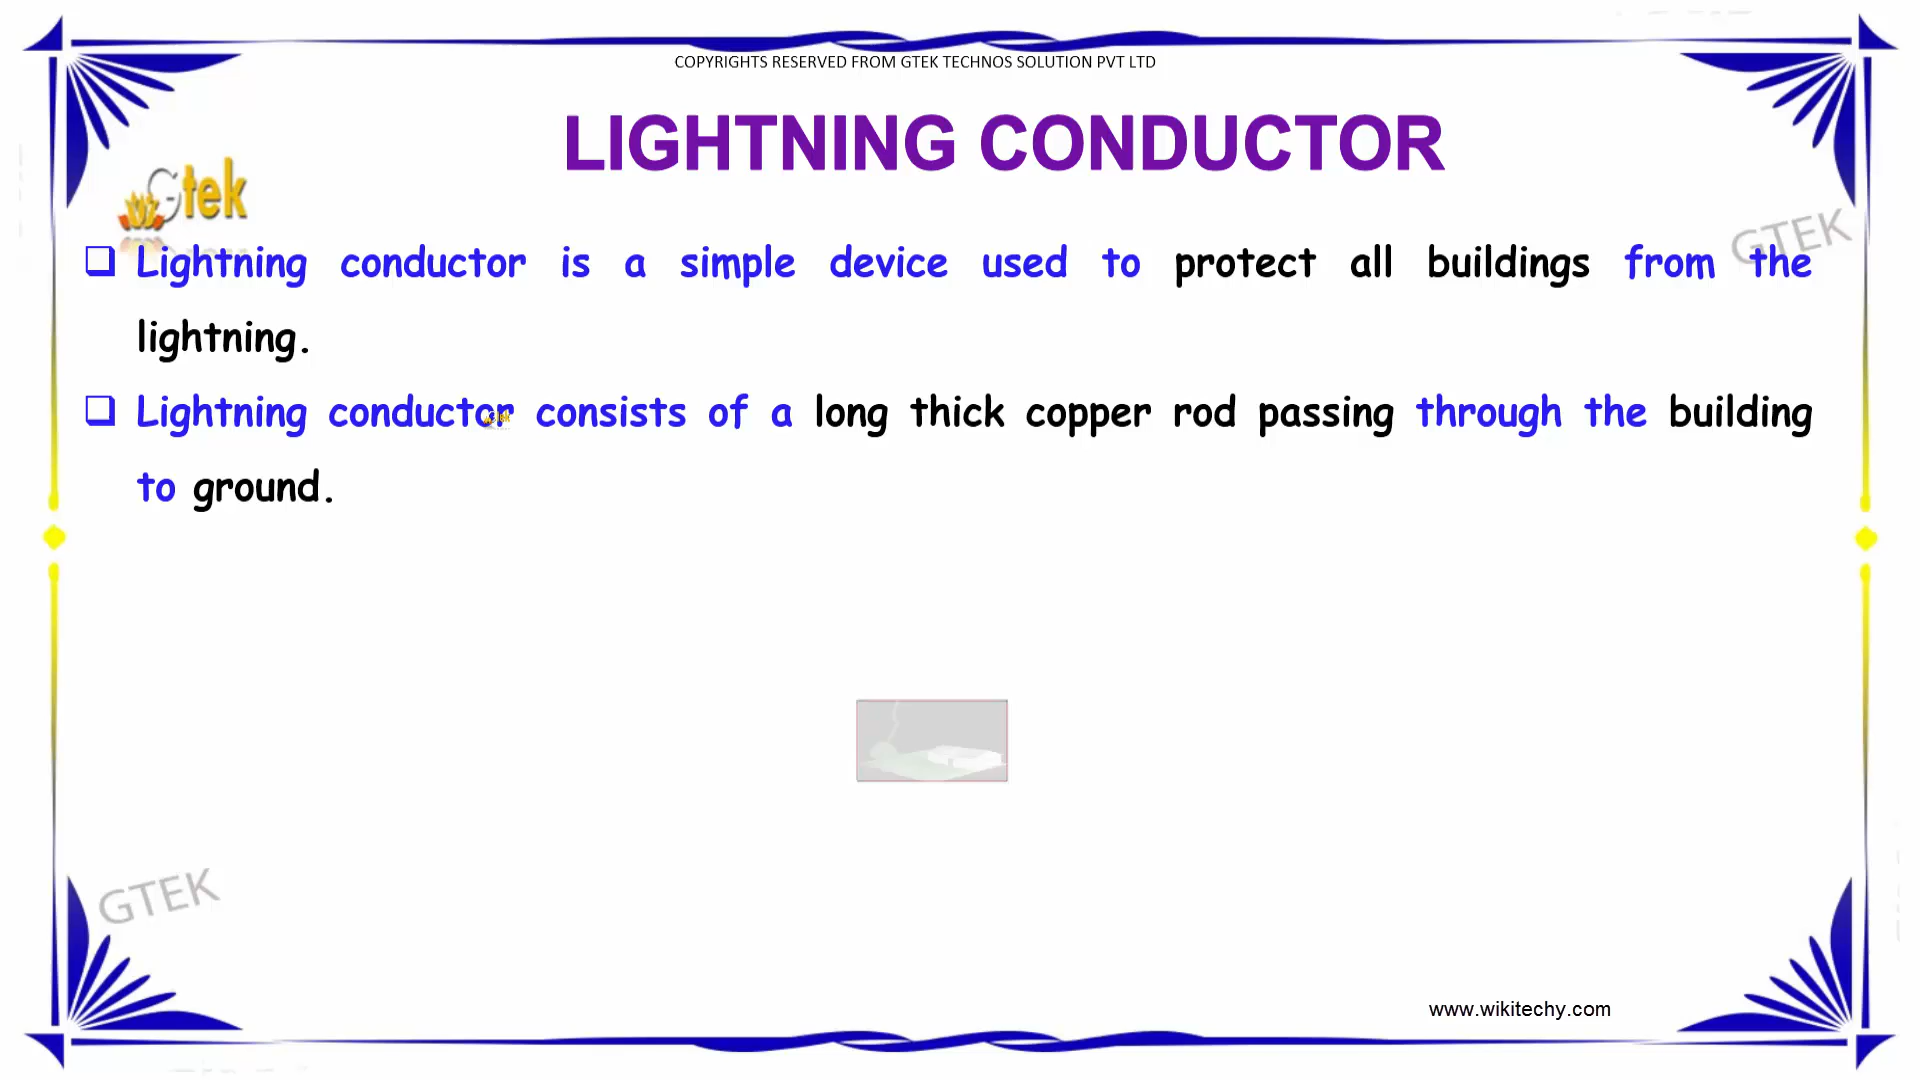 COPYRIGHTS RESERVED FROM GTEK TECHNOS SOLUTION PVT LTD
LIGHTNING CONDUCTOR
Gtek
GTEK
❑ Lightning conductor is a simple device used to protect all buildings from the
lightning.
❑ Lightning conductor consists of a long thick copper rod passing through the building
to ground.
GTEK
www.wikitechy.com